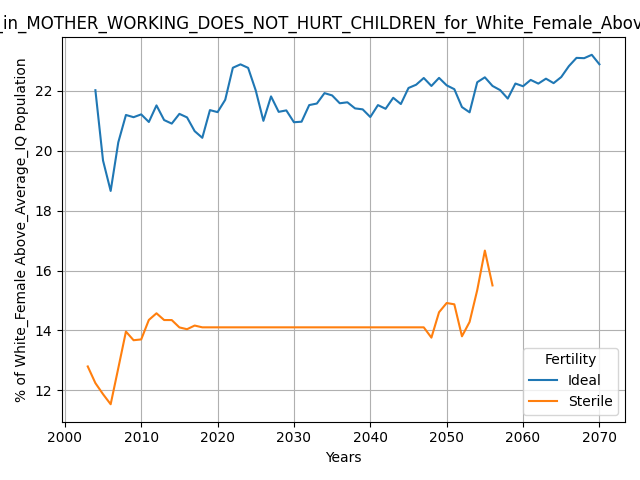 _in_MOTHER_WORKING_DOES_NOT_HURT_CHILDREN_for_White_Female_Abov
% of White_Female Above_Average_IQ Population
22
20
18
16
14
12
2000 2010 2020 2030 2040 2050 2060 2070
Years
Fertility
Ideal
Sterile